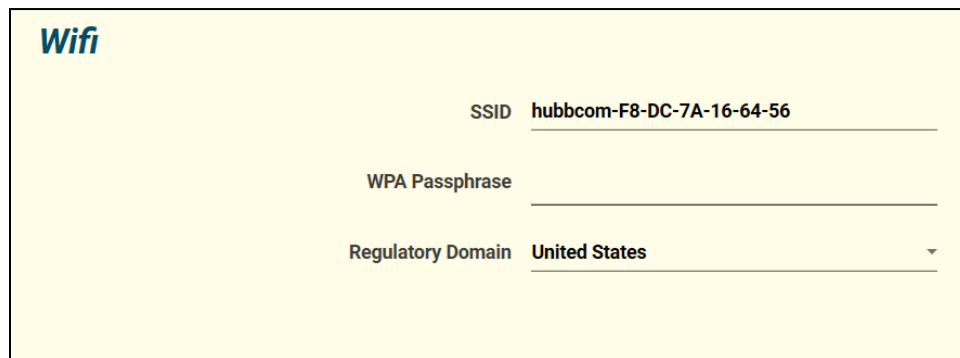 Wifi
SSID hubbcom-F8-DC-7A-16-64-56
WPA Passphrase
Regulatory Domain United States